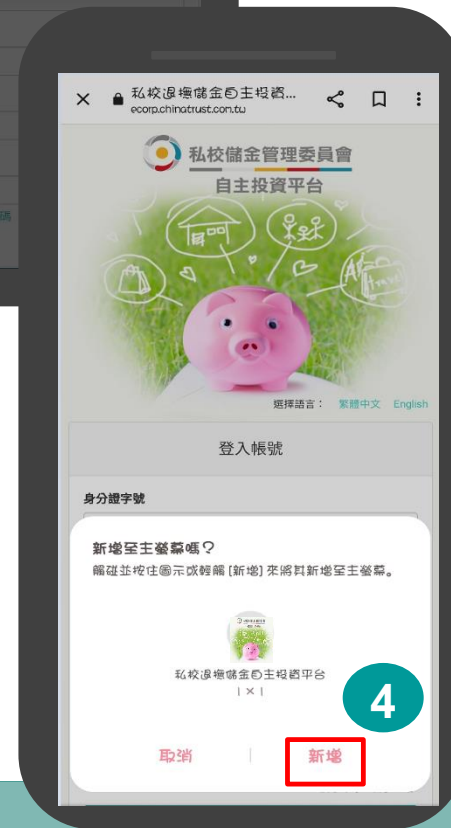 私校退撫儲金自主投資...
ecorp.chinatrust.com.tw
私校儲金管理委員會
自主投資平台
travel
選擇語言： 繁體中文 English
登入帳號
身分證字號
新增至主螢幕嗎？
觸碰並按住圖示或輕觸 [新增] 來將其新增至主螢幕。
私校退撫儲金自主投資平台
1 × 1
4
取消 新增